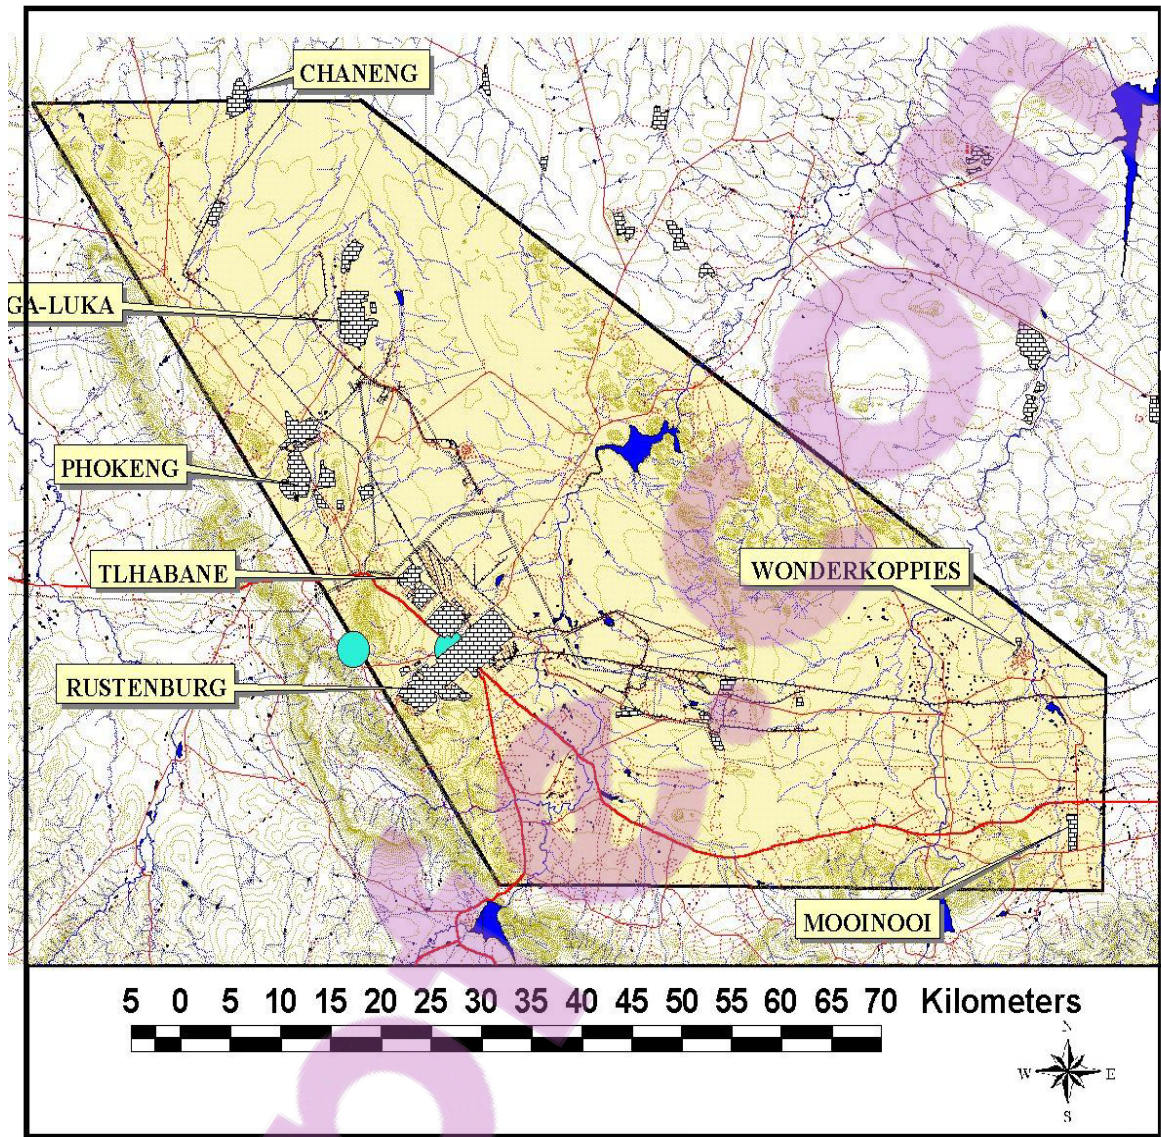 CHANENG
GA-LUKA
PHOKENG
TLHABANE
WONDERKOPPIES
RUSTENBURG
MOOINOOI
5 0 5 10 15 20 25 30 35 40 45 50 55 60 65 70 Kilometers
N
W E
S